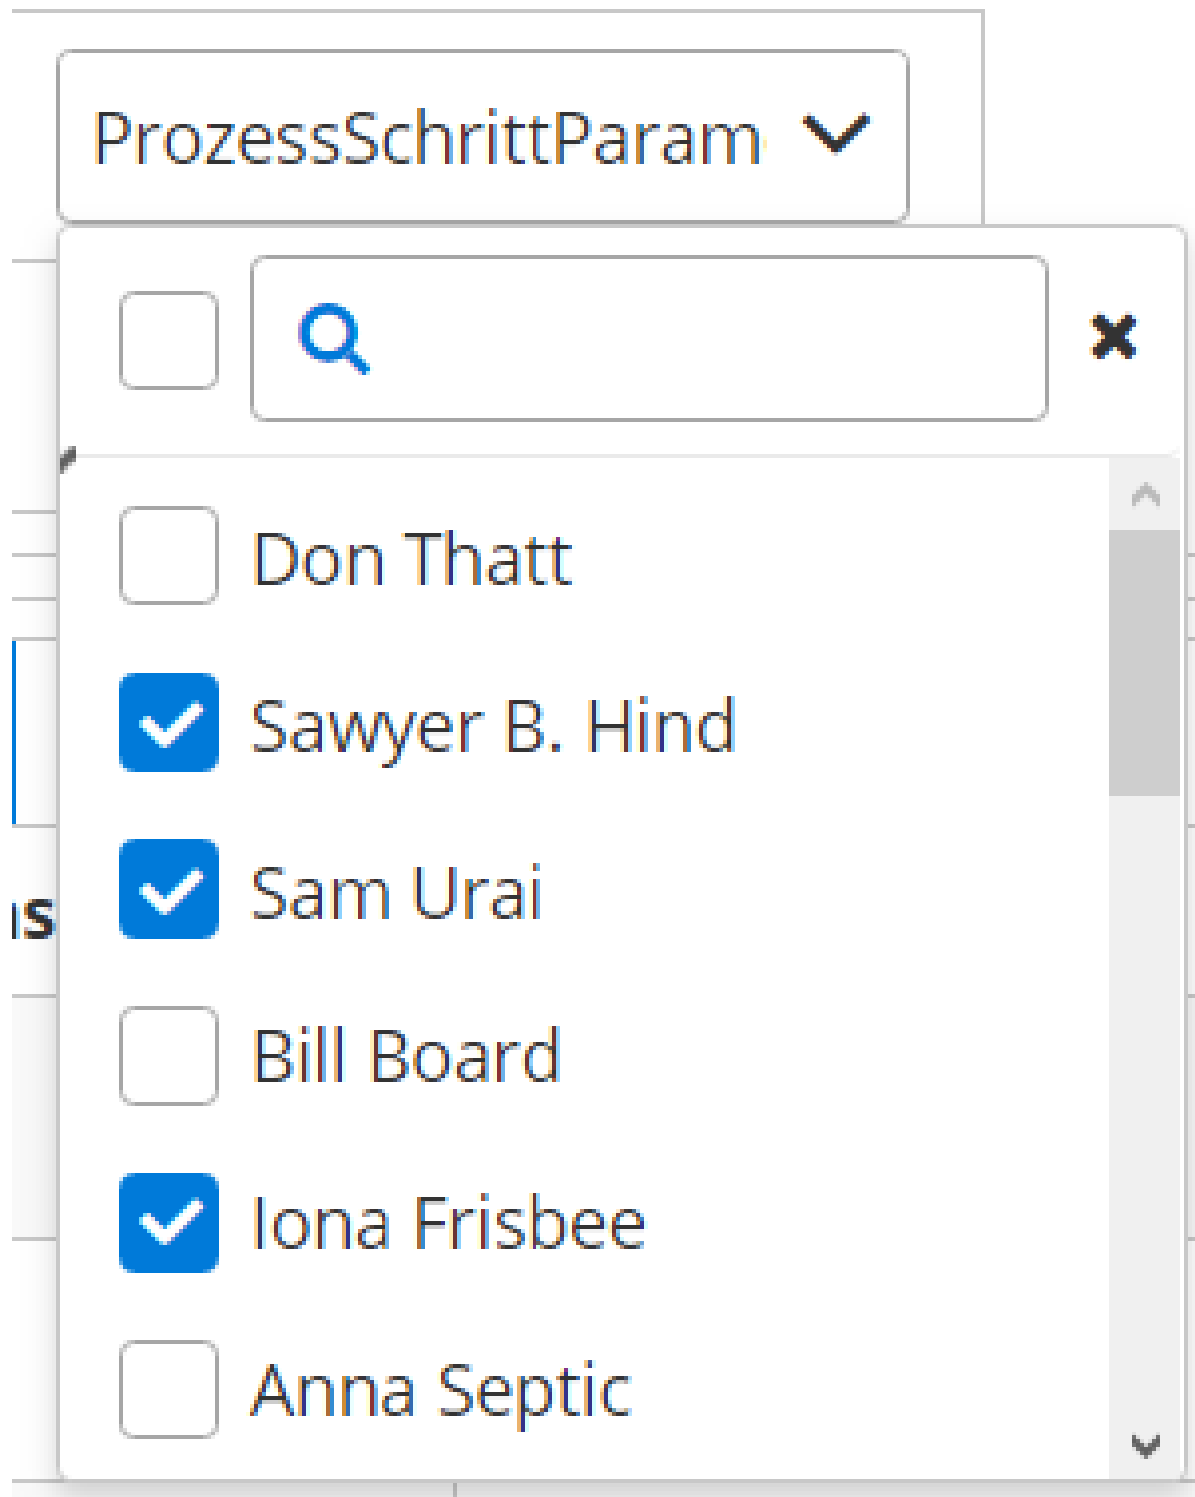 ProzessSchrittParam
Don Thatt
Sawyer B. Hind
Sam Urai
Bill Board
Iona Frisbee
Anna Septic